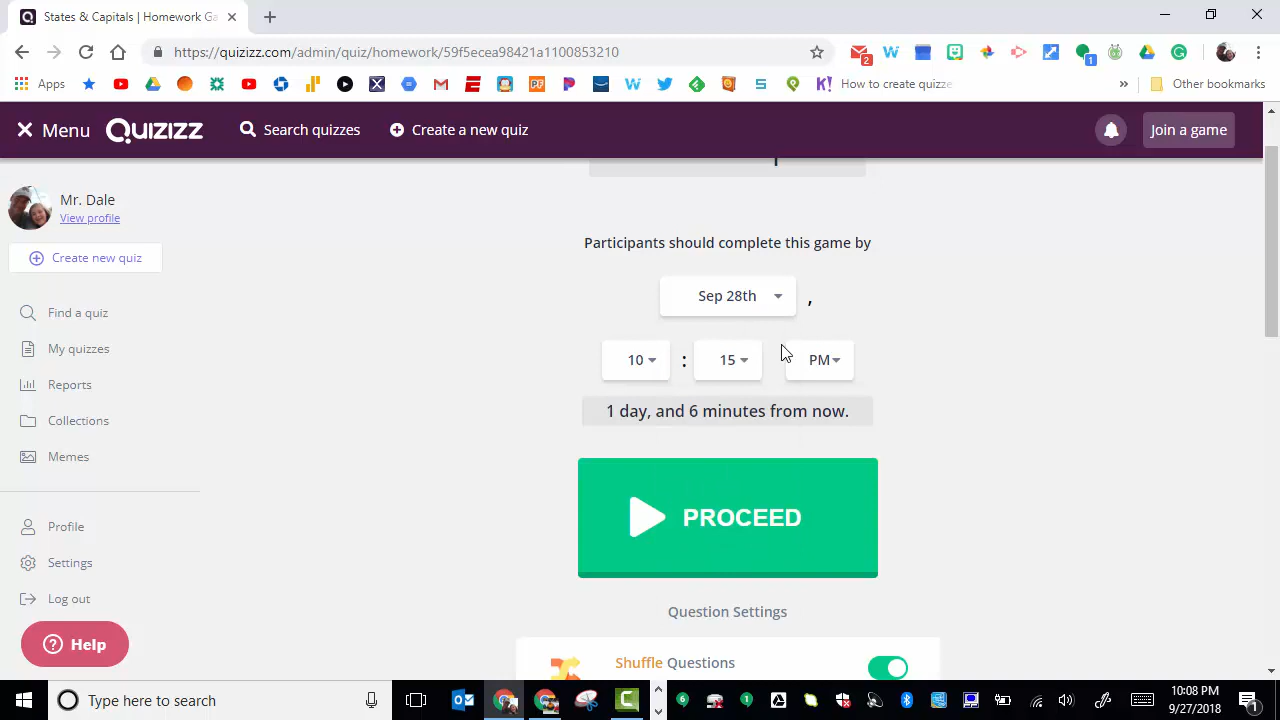 States & Capitals | Homework Ga
https://quizizz.com/admin/quiz/homework/59f5ecea98421a1100853210
2
1
Apps
How to create quizze
»
Other bookmarks
Menu
QUIZIZZ
Search quizzes
Create a new quiz
Join a game
Mr. Dale
View profile
Create new quiz
Find a quiz
My quizzes
Reports
Collections
Memes
Profile
Settings
Log out
Help
Participants should complete this game by
Sep 28th ,
10 : 15 PM
1 day, and 6 minutes from now.
PROCEED
Question Settings
Shuffle Questions
Type here to search
10:08 PM
9/27/2018
1